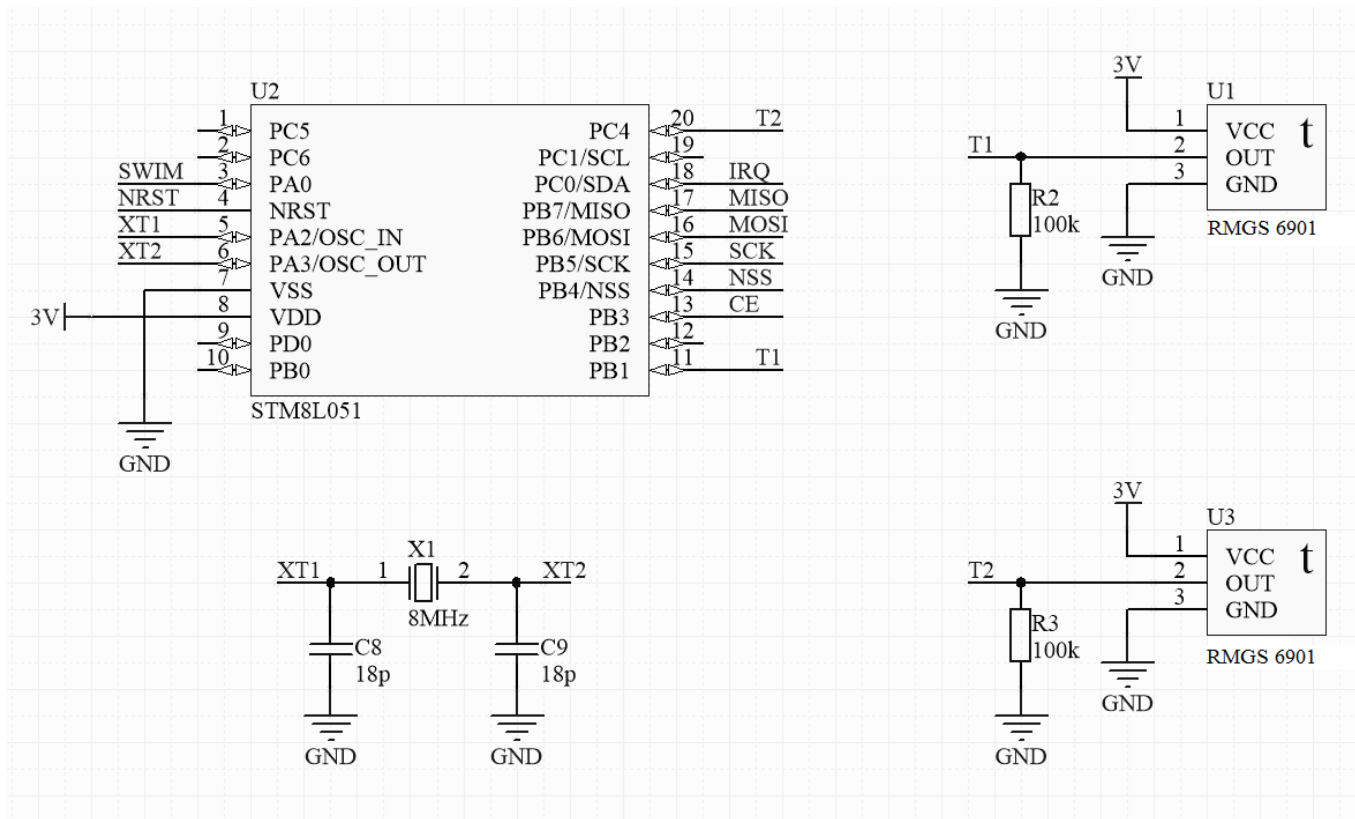 U2
1 PC5
2 PC6
SWIM 3 PA0
NRST 4 NRST
XT1 5 PA2/OSC_IN
XT2 6 PA3/OSC_OUT
7 VSS
3V 8 VDD
9 PD0
10 PB0
PC4 20 T2
PC1/SCL 19
PC0/SDA 18 IRQ
PB7/MISO 17 MISO
PB6/MOSI 16 MOSI
PB5/SCK 15 SCK
PB4/NSS 14 NSS
PB3 13 CE
PB2 12
PB1 11 T1
STM8L051
GND
3V
U1
1 VCC t
T1 2 OUT
3 GND
R2
100k
RMGS 6901
GND
GND
X1
XT1 1 2 XT2
8MHz
C8
18p
C9
18p
GND
GND
3V
U3
1 VCC t
T2 2 OUT
3 GND
R3
100k
RMGS 6901
GND
GND